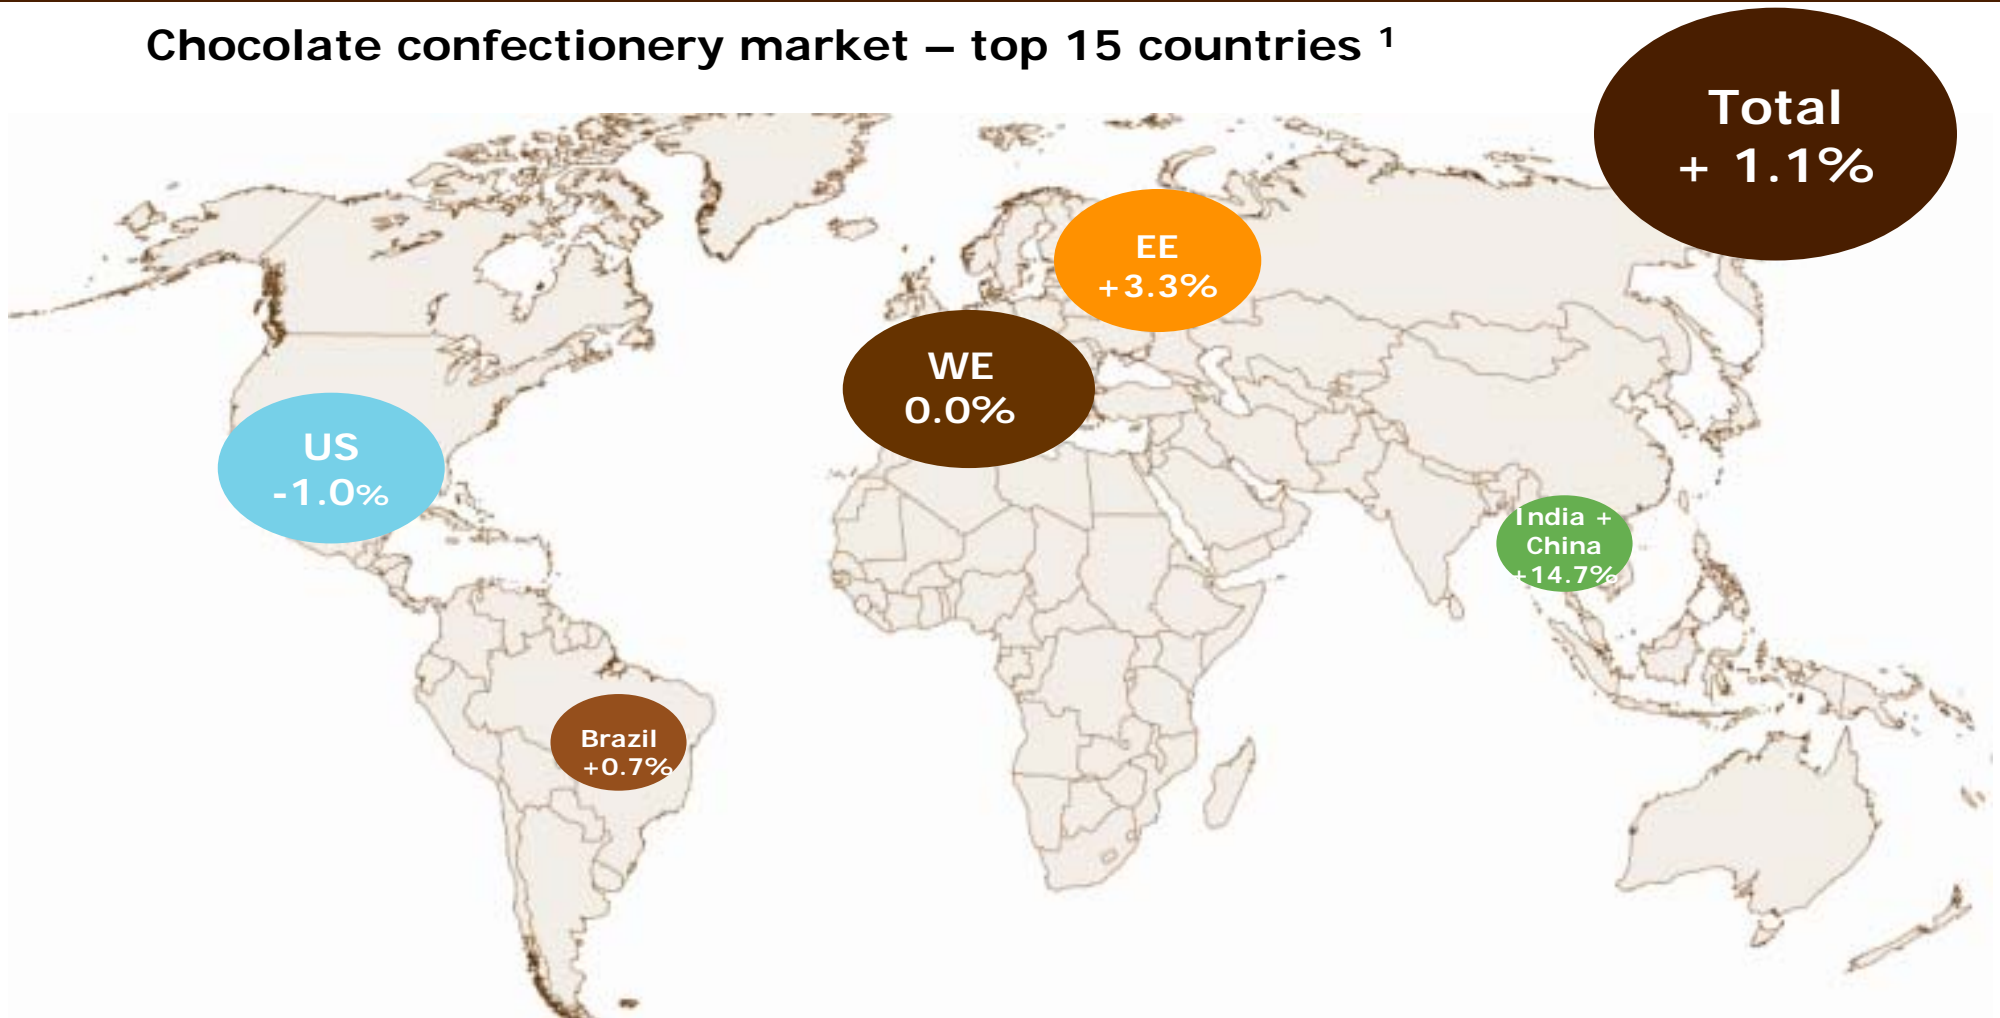 Chocolate confectionery market – top 15 countries ¹
Total
+ 1.1%
EE
+3.3%
WE
0.0%
US
-1.0%
India +
China
+14.7%
Brazil
+0.7%